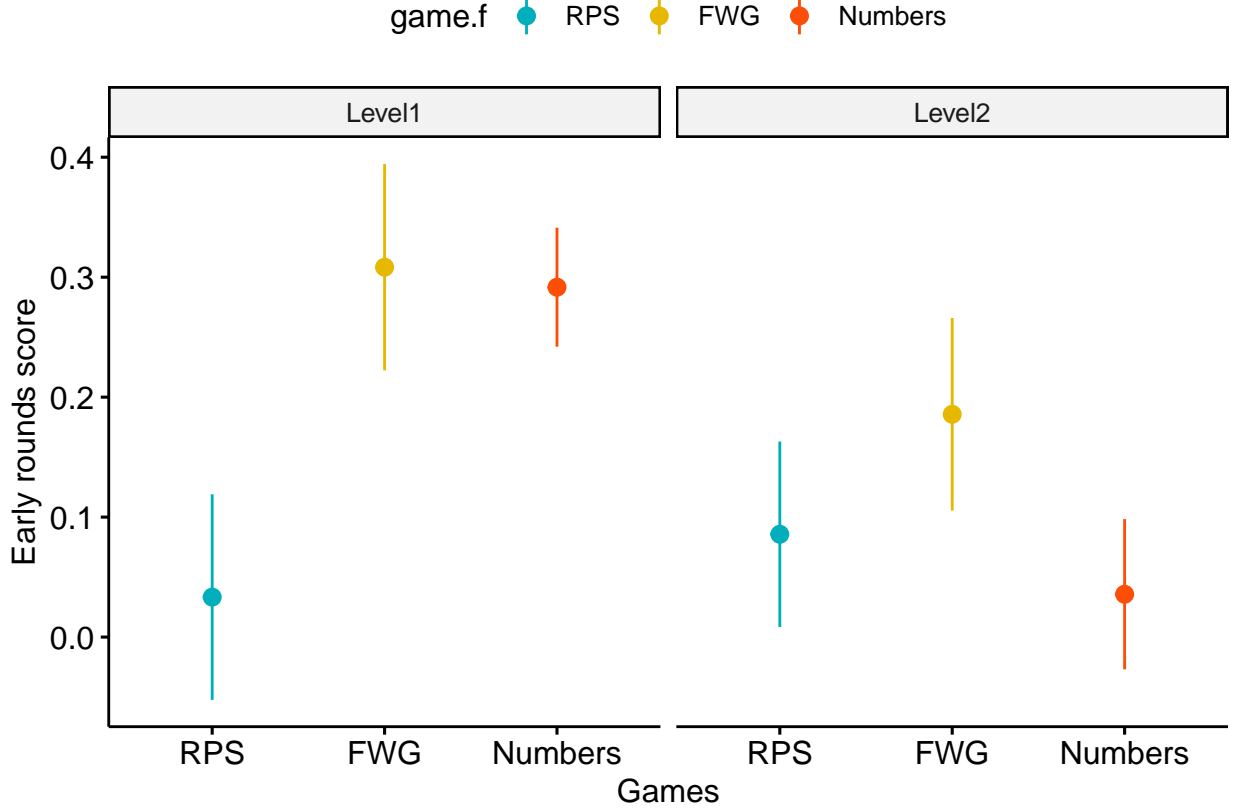 game.f RPS FWG Numbers
Level1 Level2
0.4
0.3
0.2
0.1
0.0
Early rounds score
RPS FWG Numbers RPS FWG Numbers
Games